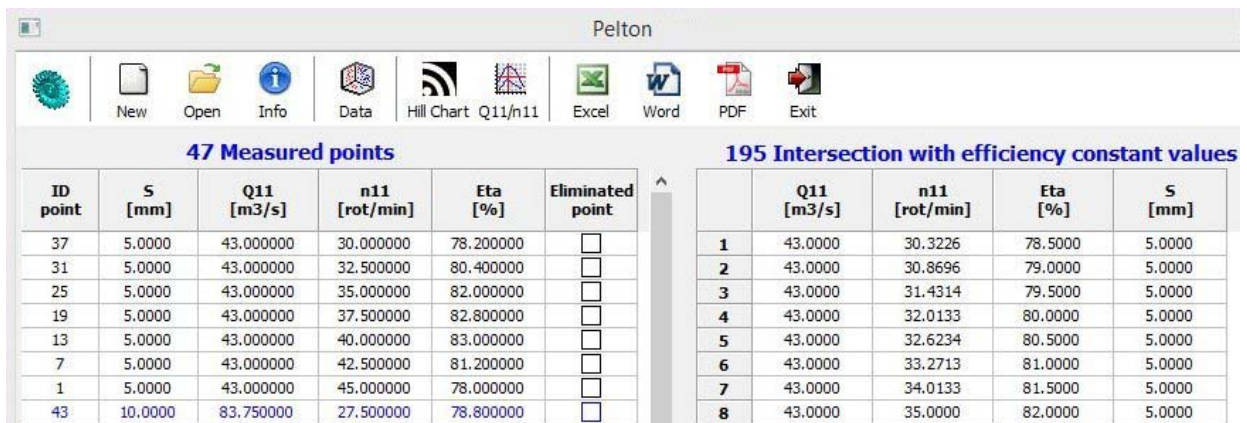 Pelton
New Open Info Data Hill Chart Q11/n11 Excel Word PDF Exit
47 Measured points
ID point S [mm] Q11 [m3/s] n11 [rot/min] Eta [%] Eliminated point
37 5.0000 43.000000 30.000000 78.200000
31 5.0000 43.000000 32.500000 80.400000
25 5.0000 43.000000 35.000000 82.000000
19 5.0000 43.000000 37.500000 82.800000
13 5.0000 43.000000 40.000000 83.000000
7 5.0000 43.000000 42.500000 81.200000
1 5.0000 43.000000 45.000000 78.000000
43 10.0000 83.750000 27.500000 78.800000
195 Intersection with efficiency constant values
Q11 [m3/s] n11 [rot/min] Eta [%] S [mm]
1 43.0000 30.3226 78.5000 5.0000
2 43.0000 30.8696 79.0000 5.0000
3 43.0000 31.4314 79.5000 5.0000
4 43.0000 32.0133 80.0000 5.0000
5 43.0000 32.6234 80.5000 5.0000
6 43.0000 33.2713 81.0000 5.0000
7 43.0000 34.0133 81.5000 5.0000
8 43.0000 35.0000 82.0000 5.0000